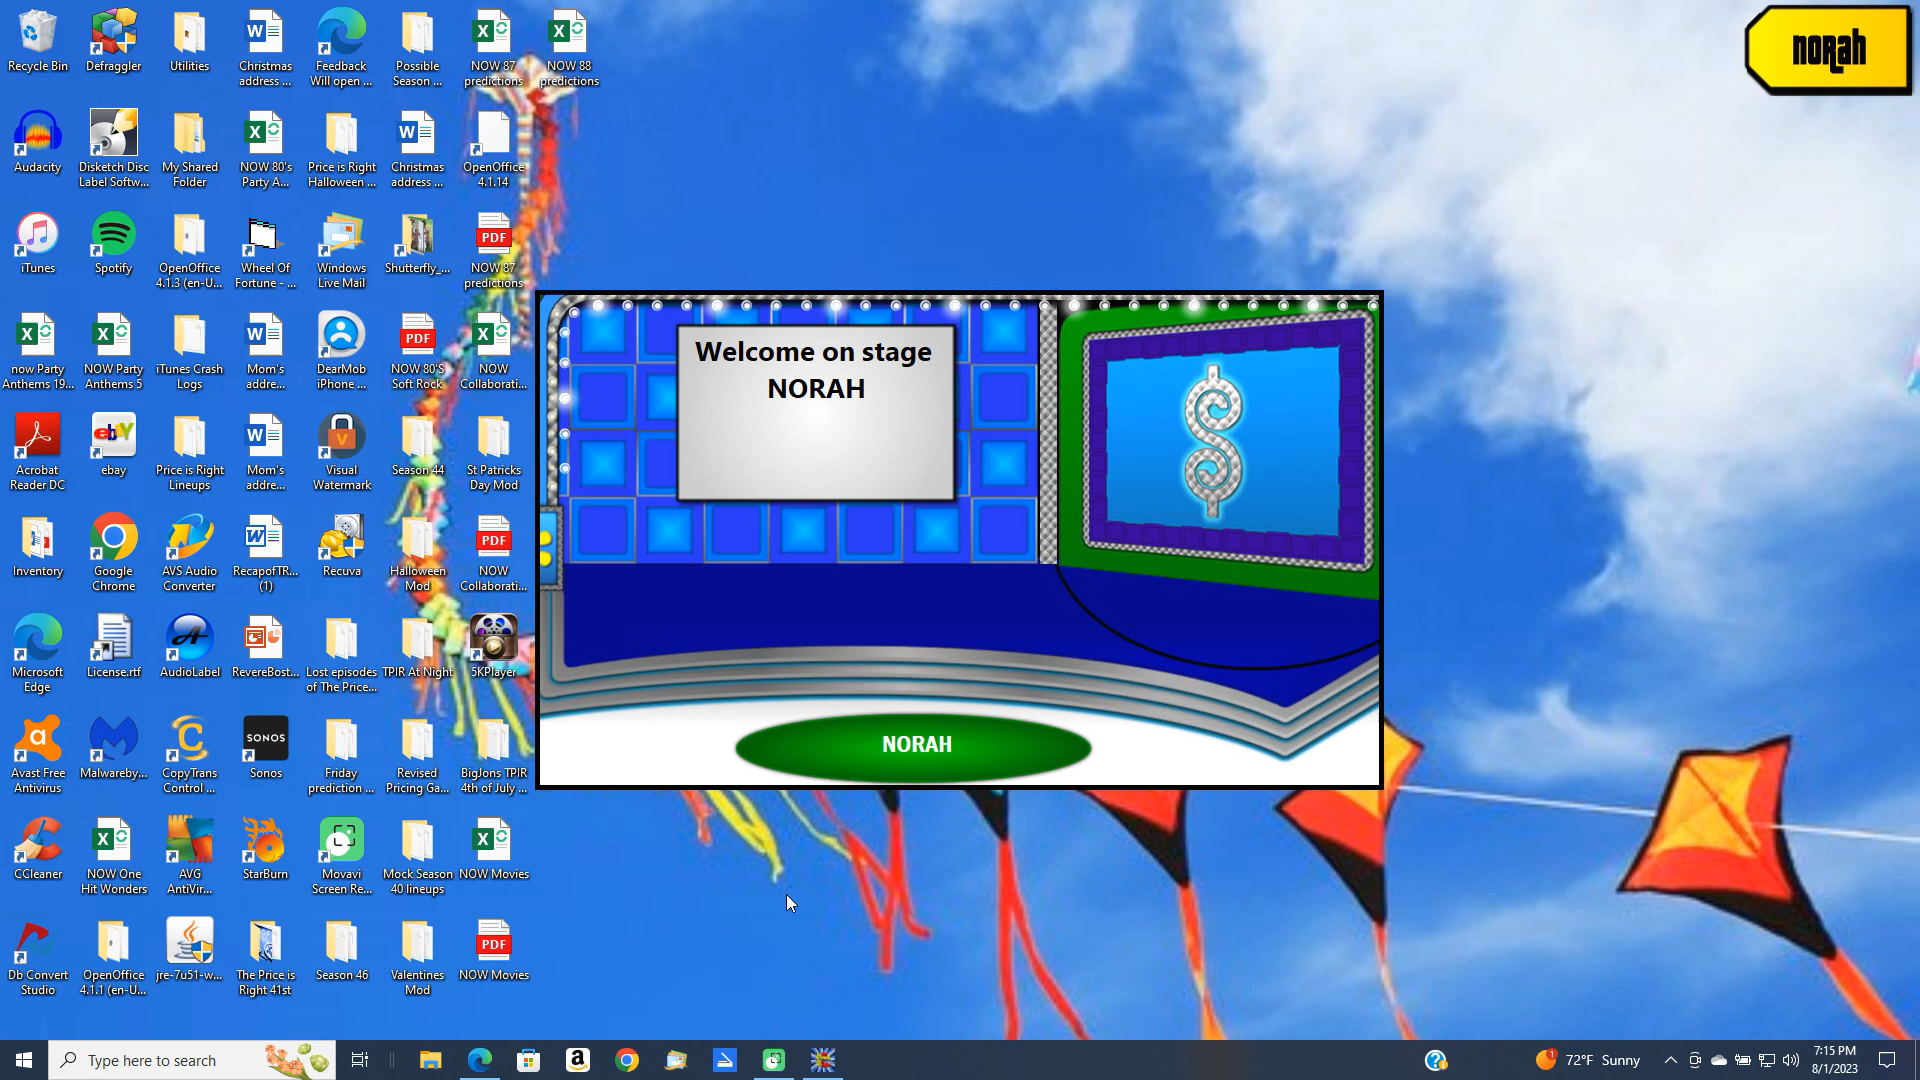 Recycle Bin
Defraggler
Utilities
Christmas
address ...
Feedback
Will open ...
Possible
Season ...
NOW 87
predictions
NOW 88
predictions
norah
Audacity
Disketch Disc
Label Softw...
My Shared
Folder
NOW 80's
Party A...
Price is Right
Halloween ...
Christmas
address ...
OpenOffice
4.1.14
iTunes
Spotify
OpenOffice
4.1.3 (en-U...
Wheel Of
Fortune - ...
Windows
Live Mail
Shutterfly_...
PDF
NOW 87
predictions
now Party
Anthems 19...
NOW Party
Anthems 5
iTunes Crash
Logs
Mom's
addre...
DearMob
iPhone ...
PDF
NOW 80'S
Soft Rock
NOW
Collaborati...
Welcome on stage
NORAH
Acrobat
Reader DC
ebay
ebay
Price is Right
Lineups
Mom's
addre...
Visual
Watermark
Season 44
St Patricks
Day Mod
Inventory
Google
Chrome
AVS Audio
Converter
RecapofTR...
(1)
Recuva
Halloween
Mod
PDF
NOW
Collaborati...
Microsoft
Edge
License.rtf
AudioLabel
RevereBost...
Lost episodes
of The Price...
TPIR At Night
5KPlayer
Avast Free
Antivirus
Malwareby...
CopyTrans
Control ...
SONOS
Sonos
Friday
prediction ...
Revised
Pricing Ga...
BigJons TPIR
4th of July ...
NORAH
CCleaner
NOW One
Hit Wonders
AVG
AntiVir...
StarBurn
Movavi
Screen Re...
Mock Season
40 lineups
NOW Movies
Db Convert
Studio
OpenOffice
4.1.1 (en-U...
jre-7u51-w...
The Price is
Right 41st
Season 46
Valentines
Mod
PDF
NOW Movies
Type here to search
72°F Sunny
7:15 PM
8/1/2023